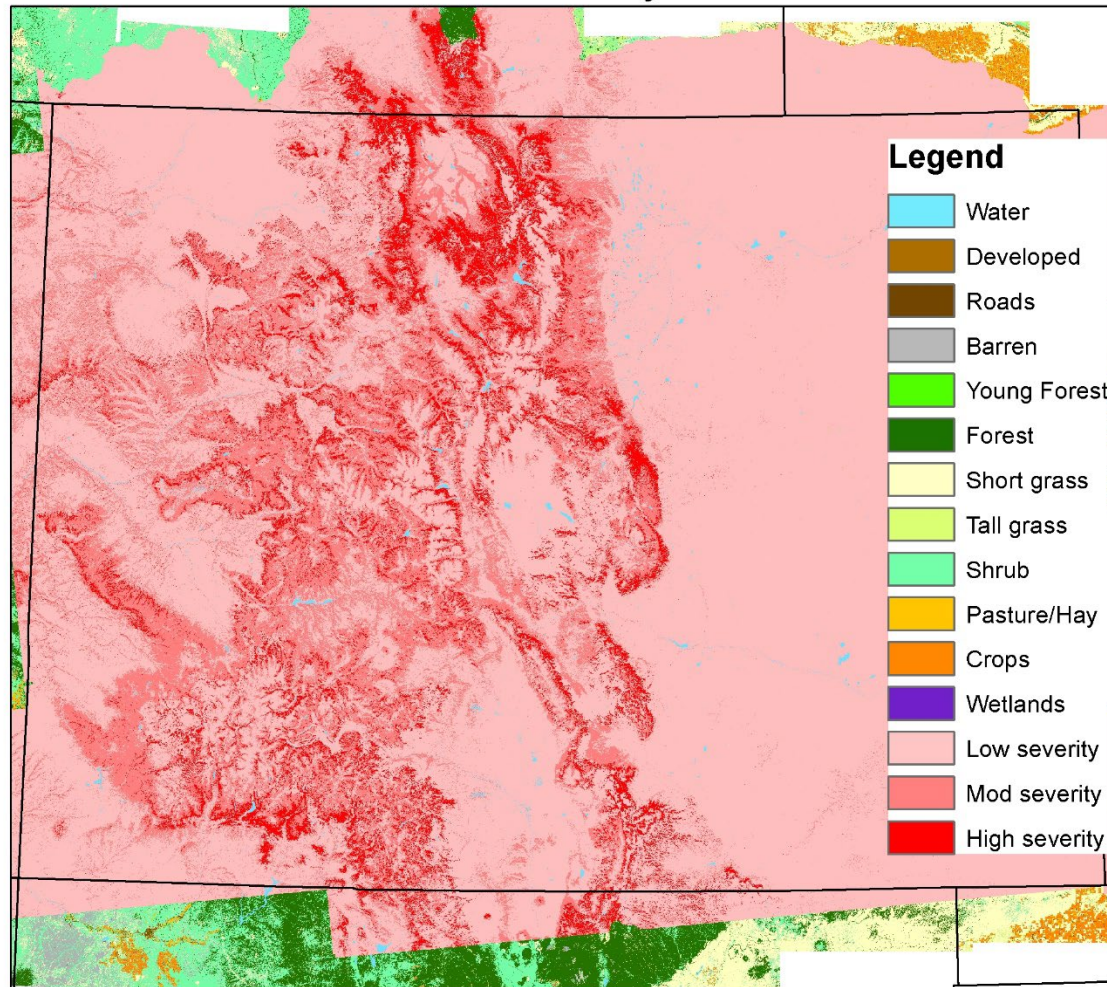 Legend
Water
Developed
Roads
Barren
Young Forest
Forest
Short grass
Tall grass
Shrub
Pasture/Hay
Crops
Wetlands
Low severity
Mod severity
High severity